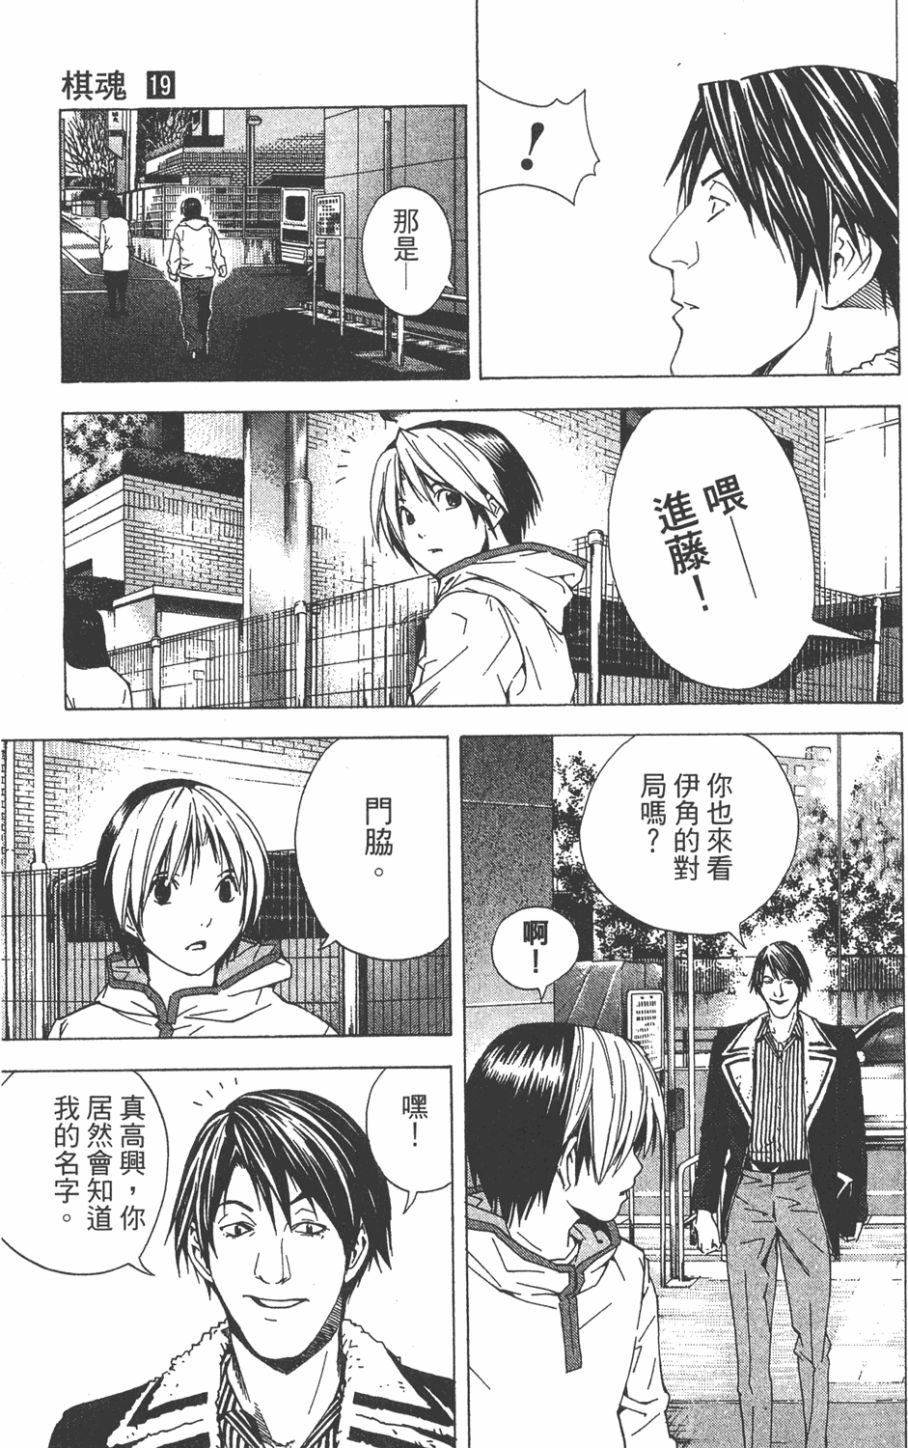 棋魂 19
！
那是──
喂──
進藤！
你也來看
伊角的對
局嗎？
啊！
門脇。
嘿！
真高興，你
居然會知道
我的名字。